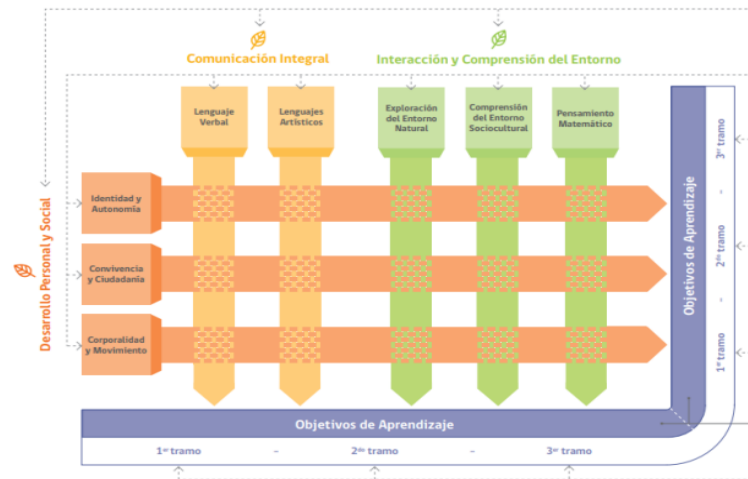 Comunicación Integral
Interacción y Comprensión del Entorno
Lenguaje
Verbal
Lenguajes
Artísticos
Exploración
del Entorno
Natural
Comprensión
del Entorno
Sociocultural
Pensamiento
Matemático
Desarrollo Personal y Social
Identidad y
Autonomía
Convivencia
y Ciudadanía
Corporalidad
y Movimiento
Objetivos de Aprendizaje
1er tramo - 2do tramo - 3er tramo
Objetivos de Aprendizaje
1er tramo - 2do tramo - 3er tramo